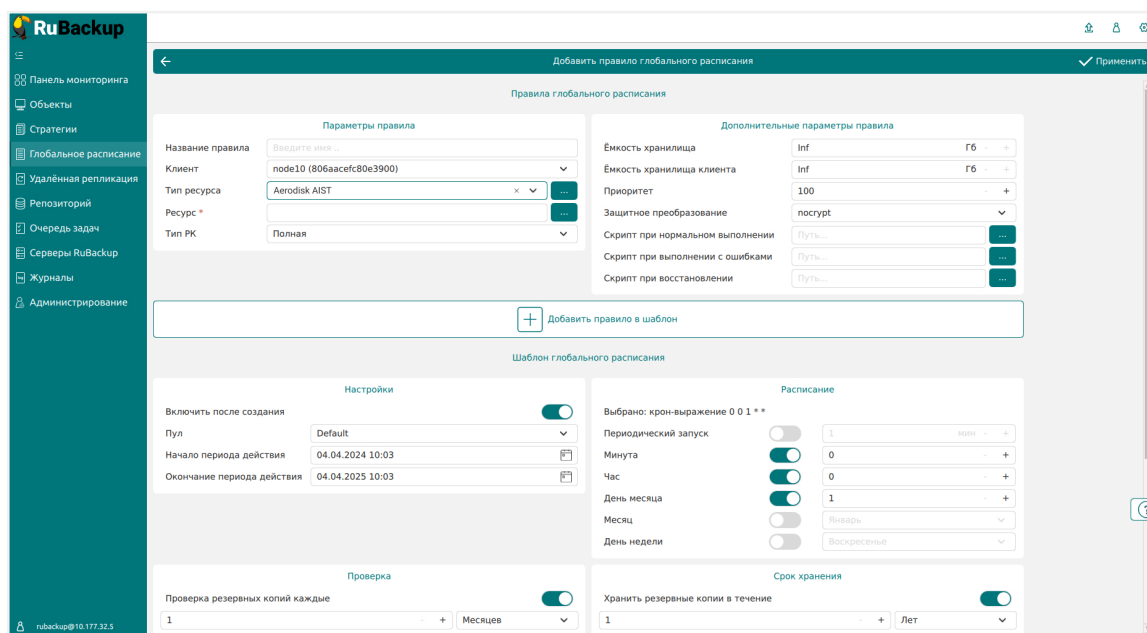 RuBackup
Панель мониторинга
Объекты
Стратегии
Глобальное расписание
Удалённая репликация
Репозиторий
Очередь задач
Серверы RuBackup
Журналы
Администрирование
rubackup@10.177.32.5
Добавить правило глобального расписания
Применить
Правила глобального расписания
Параметры правила
Название правила Введите имя ..
Клиент node10 (806aacefc80e3900)
Тип ресурса Aerodisk AIST ...
Ресурс * ...
Тип РК Полная
Дополнительные параметры правила
Ёмкость хранилища Inf Гб - +
Ёмкость хранилища клиента Inf Гб - +
Приоритет 100 - +
Защитное преобразование nocrypt
Скрипт при нормальном выполнении Путь... ...
Скрипт при выполнении с ошибками Путь... ...
Скрипт при восстановлении Путь... ...
Добавить правило в шаблон
Шаблон глобального расписания
Настройки
Включить после создания
Пул Default
Начало периода действия 04.04.2024 10:03
Окончание периода действия 04.04.2025 10:03
Расписание
Выбрано: крон-выражение 0 0 1 * *
Периодический запуск 1 мин - +
Минута 0 - +
Час 0 - +
День месяца 1 - +
Месяц Январь
День недели Воскресенье
Проверка
Проверка резервных копий каждые
1 - + Месяцев
Срок хранения
Хранить резервные копии в течение
1 - + Лет